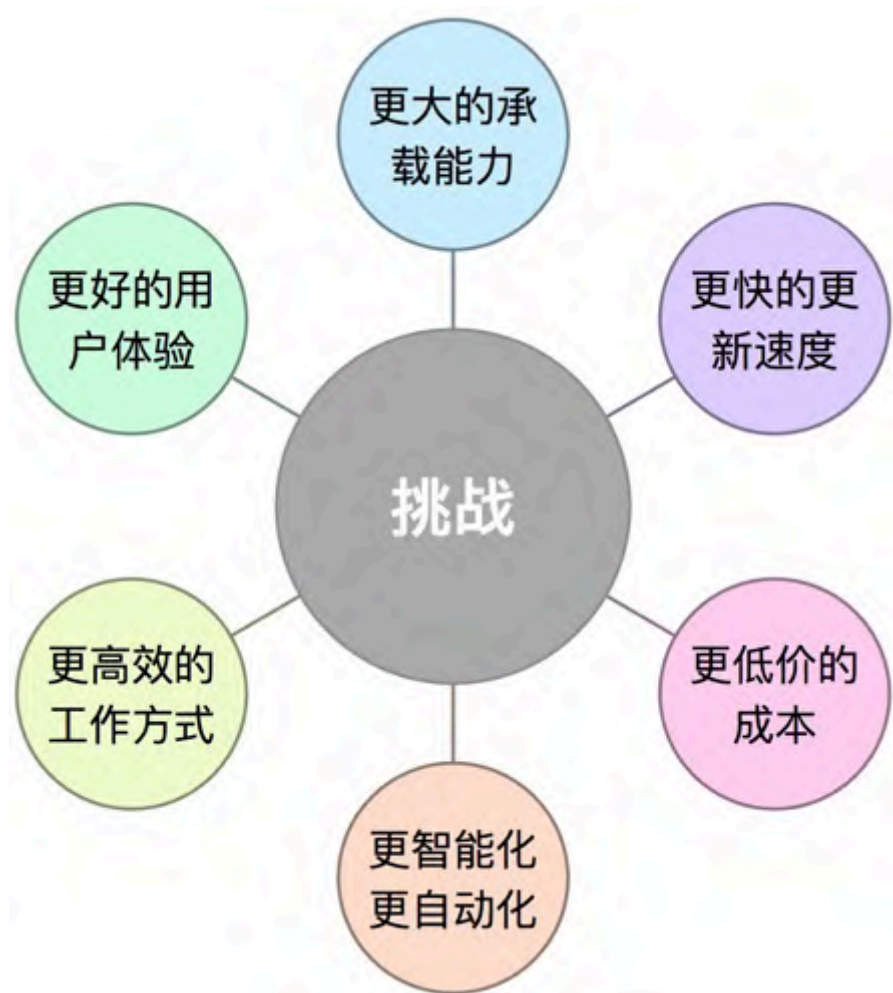 更大的承
载能力
更好的用
户体验
更快的更
新速度
挑战
更高效的
工作方式
更低价的
成本
更智能化
更自动化